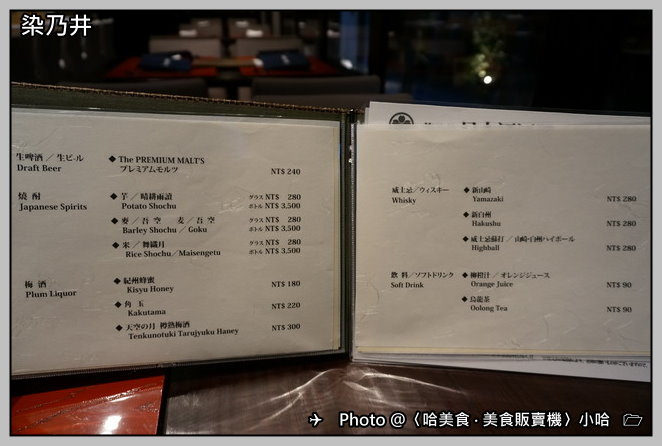 染乃井
生啤酒／生ビ-ル
Draft Beer
◆ The PREMIUM MALT'S
プレミアムモルツ
NT$ 240
焼 酎
Japanese Spirits
◆ 芋／晴耕雨讀
Potato Shochu
グラス NT$ 280
ボトル NT$ 3,500
◆ 麥／吾 空 麦／吾 空
Barley Shochu／Goku
グラス NT$ 280
ボトル NT$ 3,500
◆ 米／舞織月
Rice Shochu／Maisengetu
グラス NT$ 280
ボトル NT$ 3,500
梅 酒
Plum Liquor
◆ 紀州蜂蜜
Kisyu Honey
NT$ 180
◆ 角 玉
Kakutama
NT$ 220
◆ 天空の月 樽熟梅酒
Tenkunotuki Tarujyuku Haney
NT$ 300
威士忌／ウィスキー
Whisky
◆ 新山崎
Yamazaki
NT$ 280
◆ 新白州
Hakushu
NT$ 280
◆ 威士忌蘇打／山崎·白州ハイボール
Highball
NT$ 280
飲 料／ソフトドリンク
Soft Drink
◆ 柳橙汁／オレンジジュース
Orange Juice
NT$ 90
◆ 烏龍茶
Oolong Tea
NT$ 90
Photo @〈哈美食 · 美食販賣機〉小哈